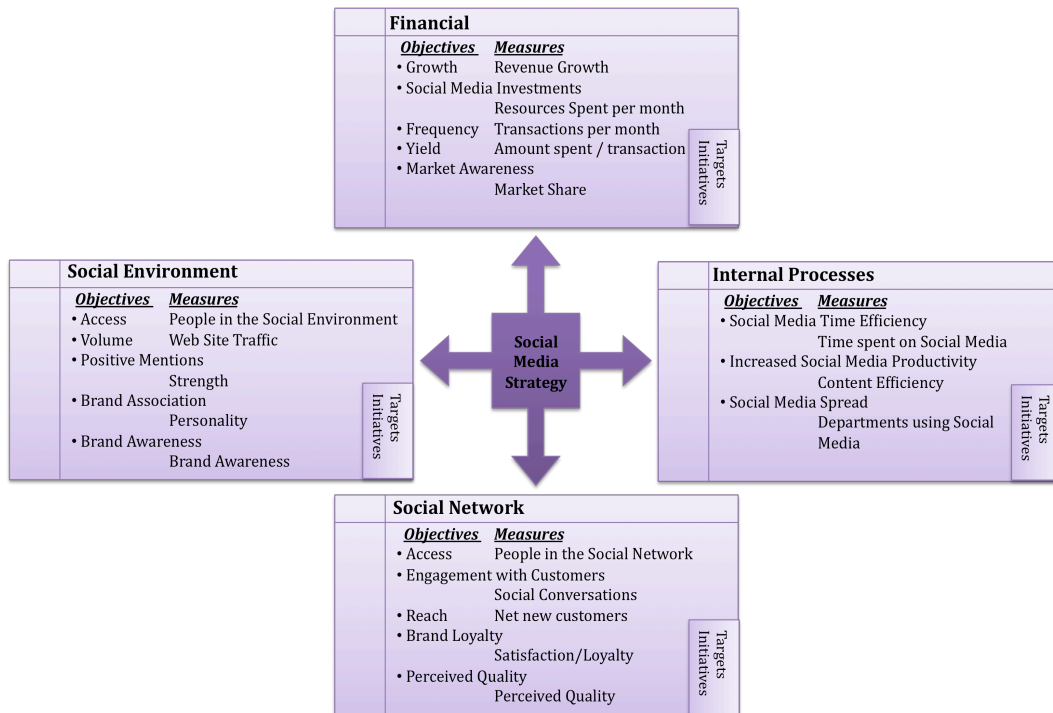 Financial
Objectives Measures
• Growth Revenue Growth
• Social Media Investments
Resources Spent per month
• Frequency Transactions per month
• Yield Amount spent / transaction
• Market Awareness
Market Share
Targets
Initiatives
Social Environment
Objectives Measures
• Access People in the Social Environment
• Volume Web Site Traffic
• Positive Mentions
Strength
• Brand Association
Personality
• Brand Awareness
Brand Awareness
Targets
Initiatives
Social
Media
Strategy
Internal Processes
Objectives Measures
• Social Media Time Efficiency
Time spent on Social Media
• Increased Social Media Productivity
Content Efficiency
• Social Media Spread
Departments using Social
Media
Targets
Initiatives
Social Network
Objectives Measures
• Access People in the Social Network
• Engagement with Customers
Social Conversations
• Reach Net new customers
• Brand Loyalty
Satisfaction/Loyalty
• Perceived Quality
Perceived Quality
Targets
Initiatives